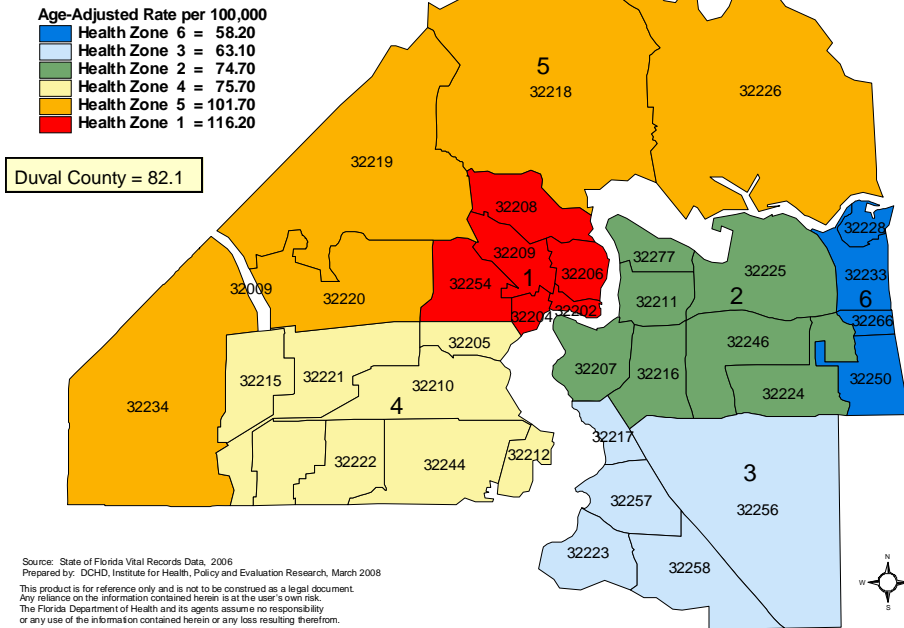 Age-Adjusted Rate per 100,000
Health Zone 6 = 58.20
Health Zone 3 = 63.10
Health Zone 2 = 74.70
Health Zone 4 = 75.70
Health Zone 5 = 101.70
Health Zone 1 = 116.20
Duval County = 82.1
5
32218
32226
32219
32208
32228
32209
32277
32225
32233
32009
32220
32254
1
32206
32211
2
6
32204
32202
32266
32205
32246
32215
32221
32210
32207
32216
32224
32250
32234
4
32217
32222
32244
32212
3
32257
32256
32223
32258
N
W
S
Source: State of Florida Vital Records Data, 2006
Prepared by: DCHD, Institute for Health, Policy and Evaluation Research, March 2008
This product is for reference only and is not to be construed as a legal document.
Any reliance on the information contained herein is at the user's own risk.
The Florida Department of Health and its agents assume no responsibility
or any use of the information contained herein or any loss resulting therefrom.